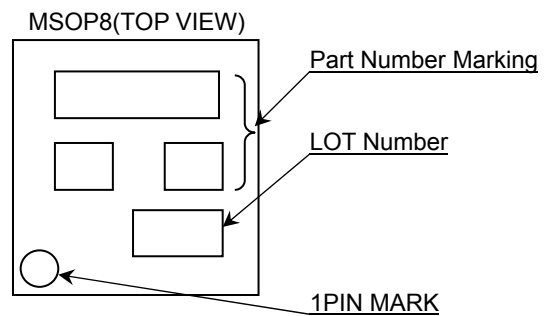 MSOP8(TOP VIEW)
Part Number Marking
LOT Number
1PIN MARK